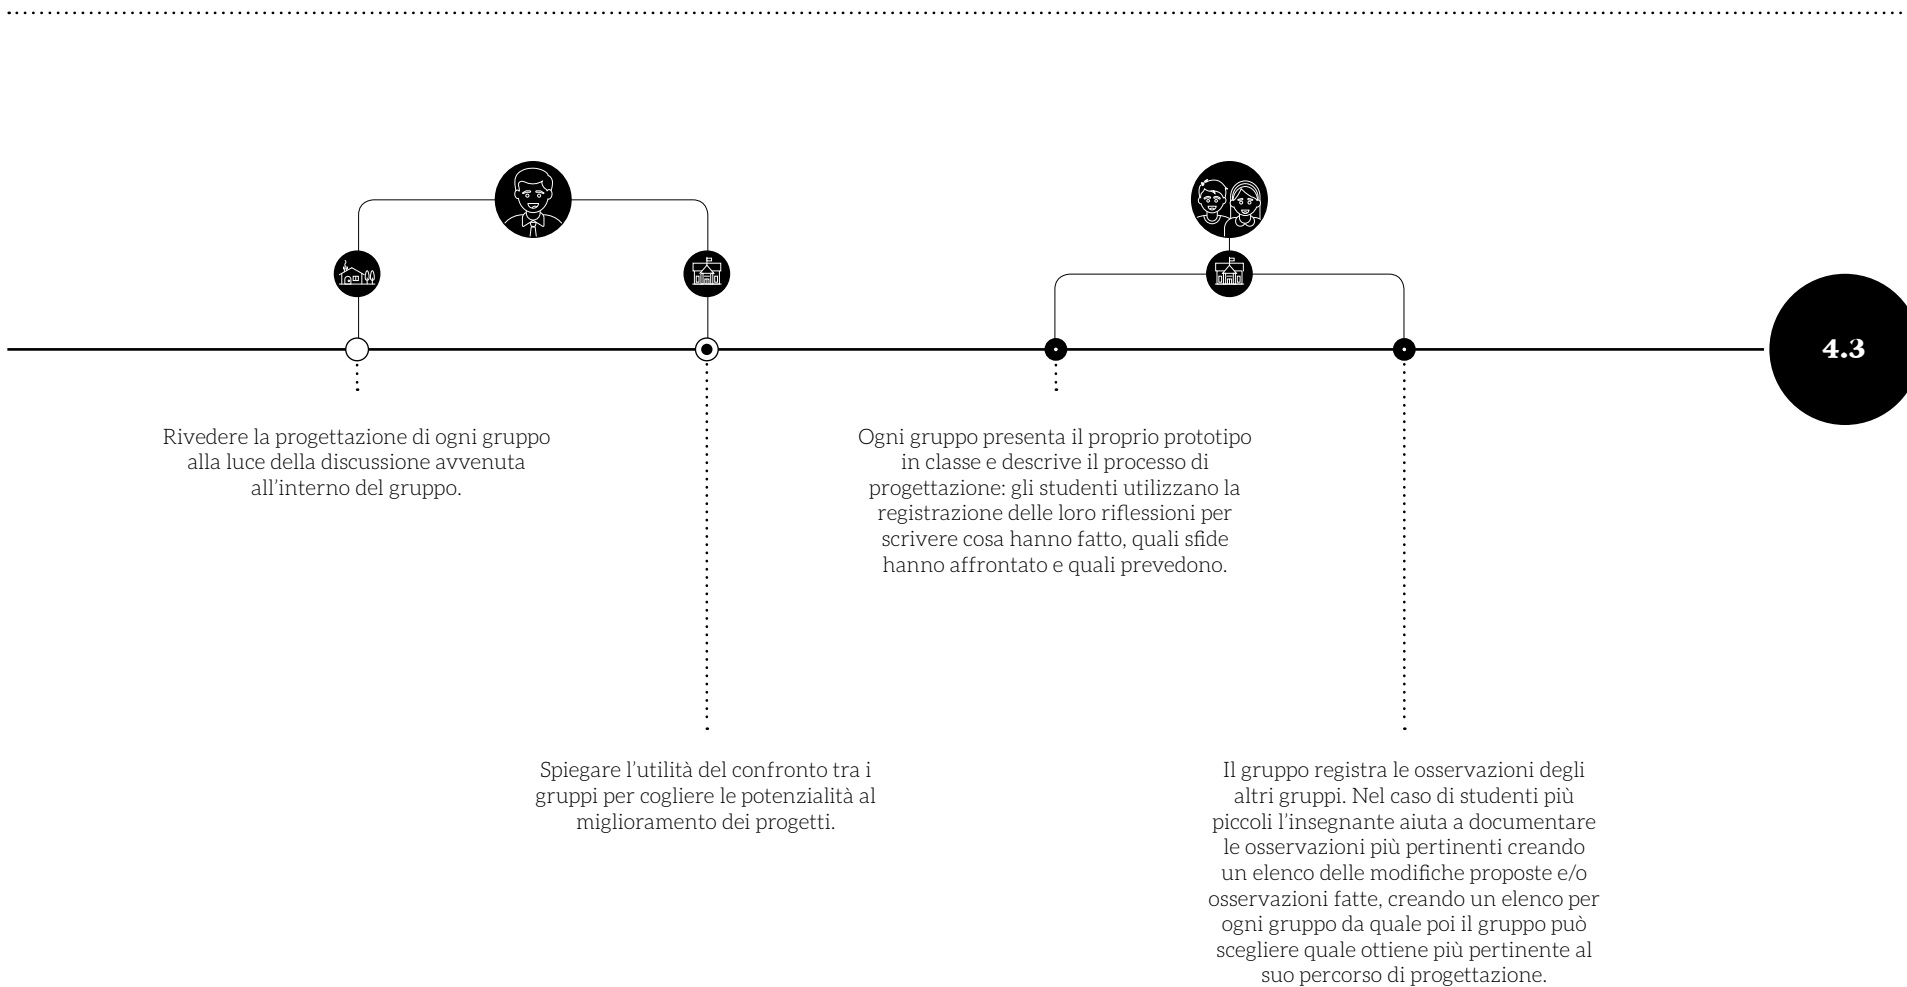 4.3
Rivedere la progettazione di ogni gruppo
alla luce della discussione avvenuta
all'interno del gruppo.
Spiegare l'utilità del confronto tra i
gruppi per cogliere le potenzialità al
miglioramento dei progetti.
Ogni gruppo presenta il proprio prototipo
in classe e descrive il processo di
progettazione: gli studenti utilizzano la
registrazione delle loro riflessioni per
scrivere cosa hanno fatto, quali sfide
hanno affrontato e quali prevedono.
Il gruppo registra le osservazioni degli
altri gruppi. Nel caso di studenti più
piccoli l'insegnante aiuta a documentare
le osservazioni più pertinenti creando
un elenco delle modifiche proposte e/o
osservazioni fatte, creando un elenco per
ogni gruppo da quale poi il gruppo può
scegliere quale ottiene più pertinente al
suo percorso di progettazione.